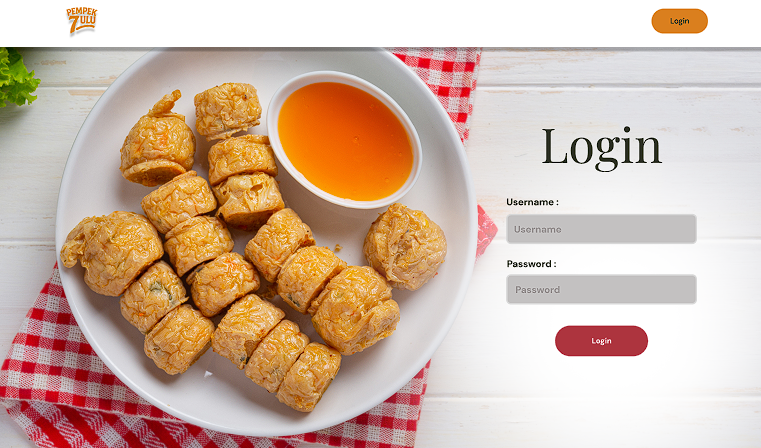 PEMPEK
ZULU
Login
Login
Username :
Username
Password :
Password
Login